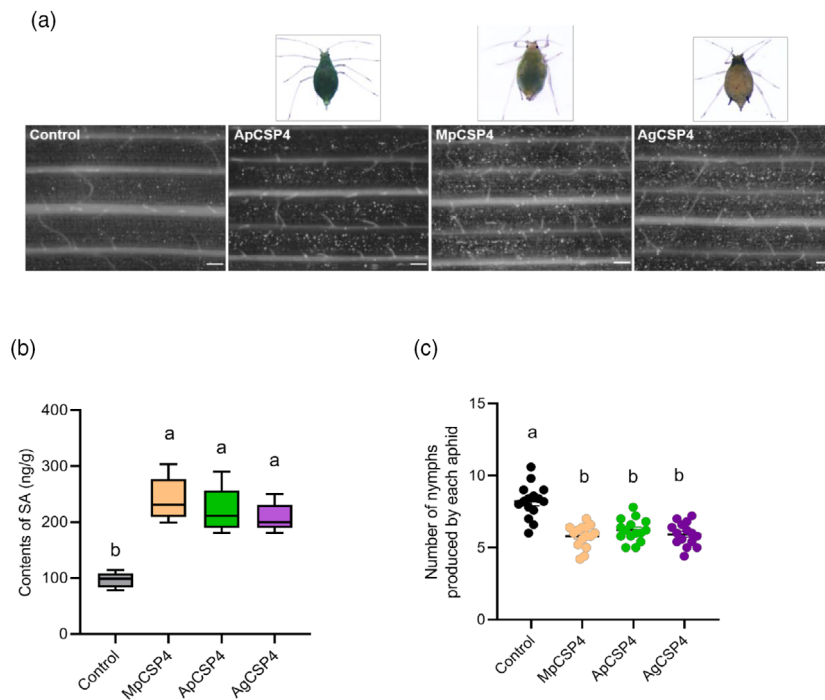 (a)
Control
ApCSP4
MpCSP4
AgCSP4
(b)
Contents of SA (ng/g)
400
300
200
100
0
b
a
a
a
Control
MpCSP4
ApCSP4
AgCSP4
(c)
Number of nymphs
produced by each aphid
15
10
5
0
a
b
b
b
Control
MpCSP4
ApCSP4
AgCSP4